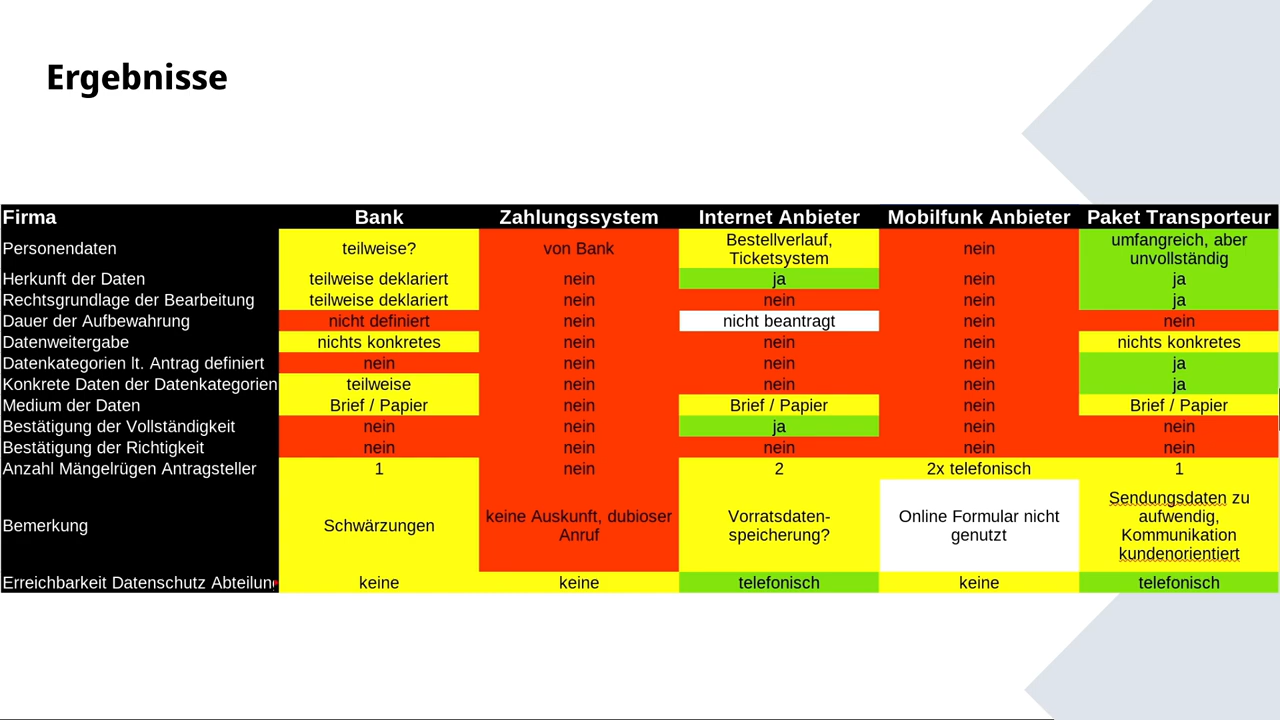 Ergebnisse
Firma Bank Zahlungssystem Internet Anbieter Mobilfunk Anbieter Paket Transporteur
Personendaten teilweise? von Bank Bestellverlauf, Ticketsystem nein umfangreich, aber unvollständig
Herkunft der Daten teilweise deklariert nein ja nein ja
Rechtsgrundlage der Bearbeitung teilweise deklariert nein nein nein ja
Dauer der Aufbewahrung nicht definiert nein nicht beantragt nein nein
Datenweitergabe nichts konkretes nein nein nein nichts konkretes
Datenkategorien lt. Antrag definiert nein nein nein nein ja
Konkrete Daten der Datenkategorien teilweise nein nein nein ja
Medium der Daten Brief / Papier nein Brief / Papier nein Brief / Papier
Bestätigung der Vollständigkeit nein nein ja nein nein
Bestätigung der Richtigkeit nein nein nein nein nein
Anzahl Mängelrügen Antragsteller 1 nein 2 2x telefonisch 1
Bemerkung Schwärzungen keine Auskunft, dubioser Anruf Vorratsdaten-speicherung? Online Formular nicht genutzt Sendungsdaten zu aufwendig, Kommunikation kundenorientiert
Erreichbarkeit Datenschutz Abteilun keine keine telefonisch keine telefonisch